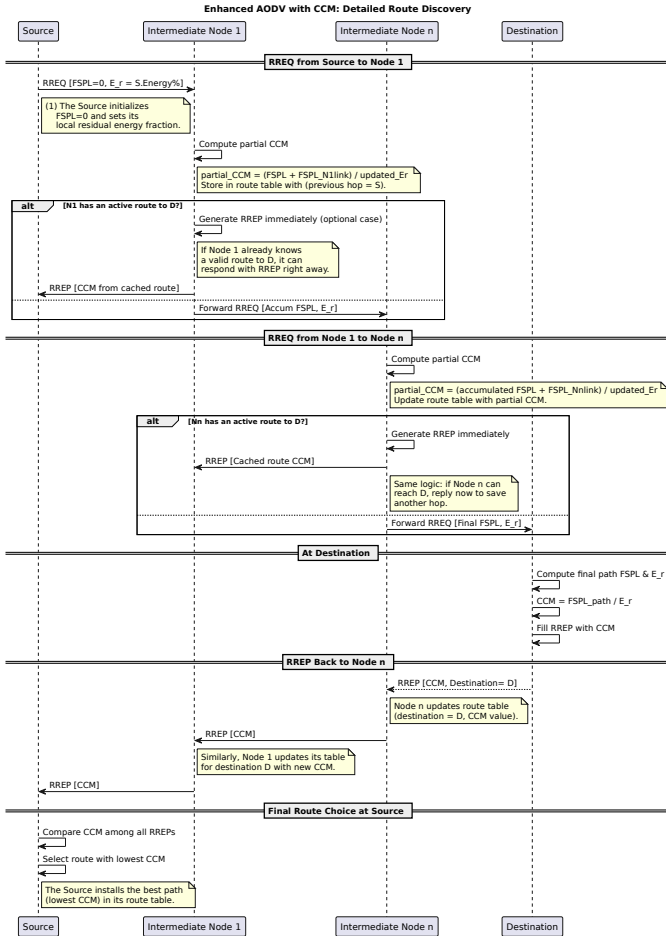 Enhanced AODV with CCM: Detailed Route Discovery
Source Intermediate Node 1 Intermediate Node n Destination
RREQ from Source to Node 1
RREQ [FSPL=0, E_r = S.Energy%]
(1) The Source initializes
FSPL=0 and sets its
local residual energy fraction.
Compute partial CCM
partial_CCM = (FSPL + FSPL_N1link) / updated_Er
Store in route table with (previous hop = S).
alt [N1 has an active route to D?]
Generate RREP immediately (optional case)
If Node 1 already knows
a valid route to D, it can
respond with RREP right away.
RREP [CCM from cached route]
Forward RREQ [Accum FSPL, E_r]
RREQ from Node 1 to Node n
Compute partial CCM
partial_CCM = (accumulated FSPL + FSPL_Nnlink) / updated_Er
Update route table with partial CCM.
alt [Nn has an active route to D?]
Generate RREP immediately
RREP [Cached route CCM]
Same logic: if Node n can
reach D, reply now to save
another hop.
Forward RREQ [Final FSPL, E_r]
At Destination
Compute final path FSPL & E_r
CCM = FSPL_path / E_r
Fill RREP with CCM
RREP Back to Node n
RREP [CCM, Destination= D]
Node n updates route table
(destination = D, CCM value).
RREP [CCM]
Similarly, Node 1 updates its table
for destination D with new CCM.
RREP [CCM]
Final Route Choice at Source
Compare CCM among all RREPs
Select route with lowest CCM
The Source installs the best path
(lowest CCM) in its route table.
Source Intermediate Node 1 Intermediate Node n Destination